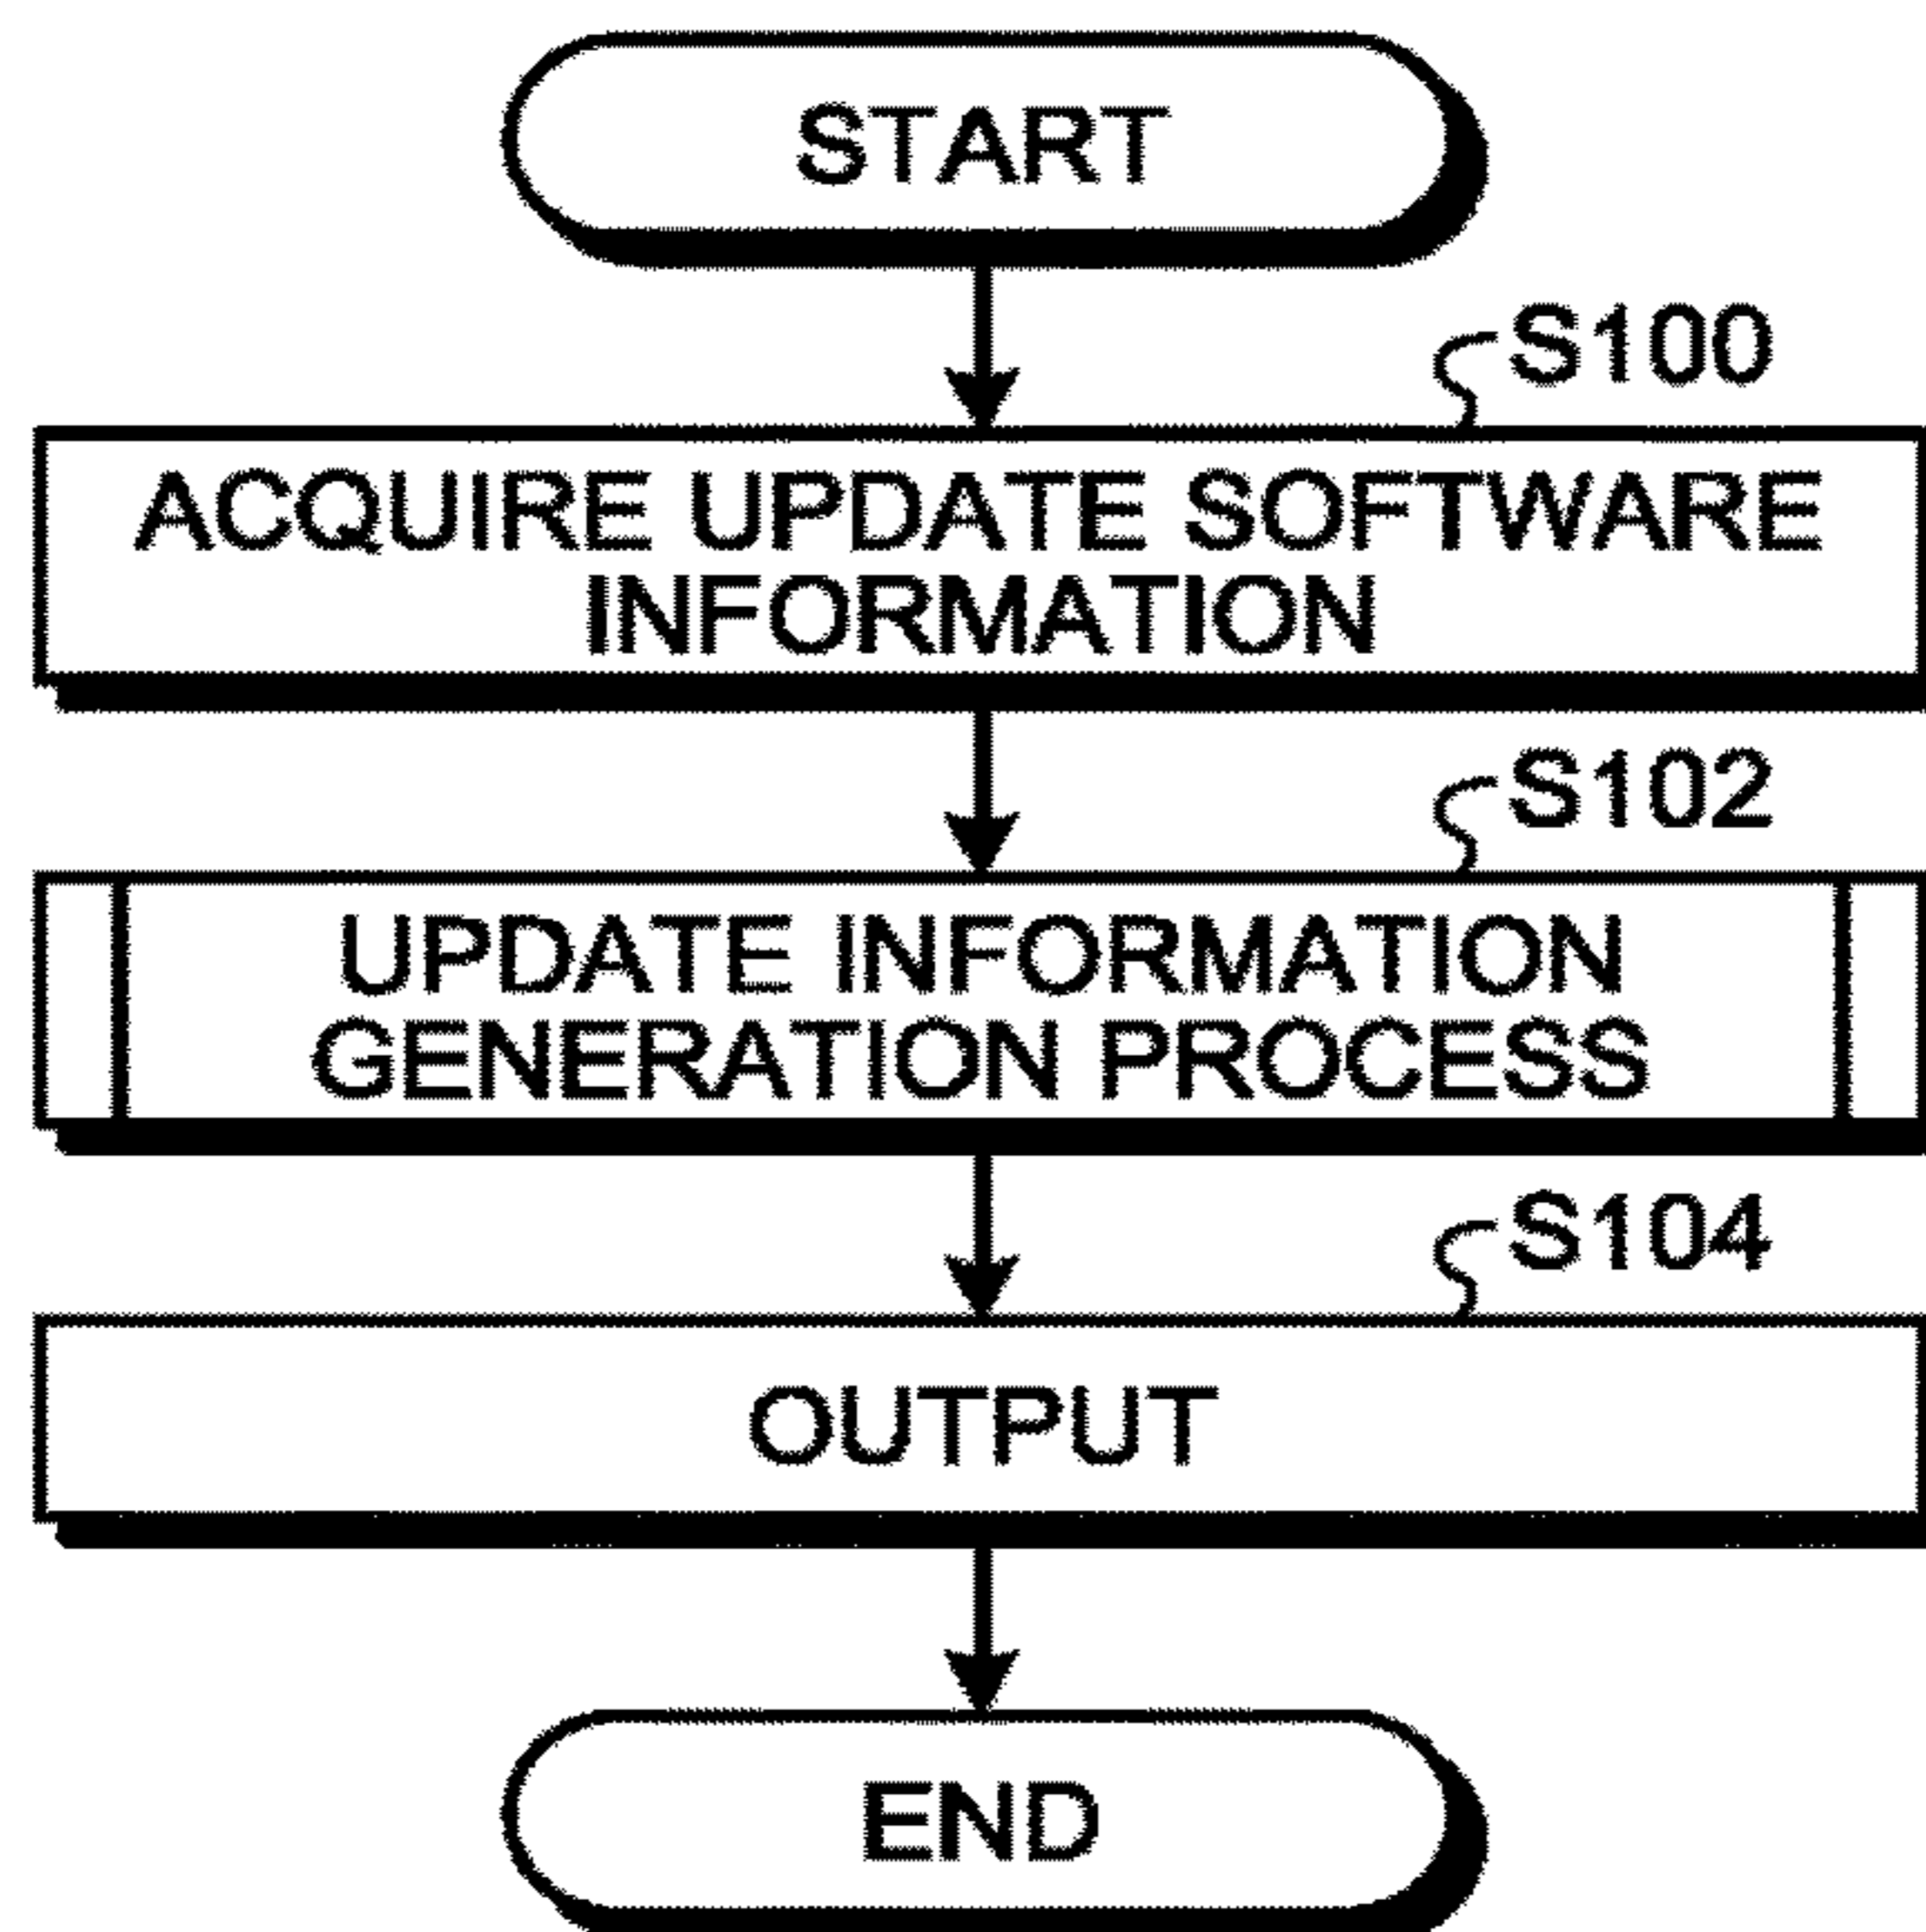 START
S100
ACQUIRE UPDATE SOFTWARE
INFORMATION
S102
UPDATE INFORMATION
GENERATION PROCESS
S104
OUTPUT
END